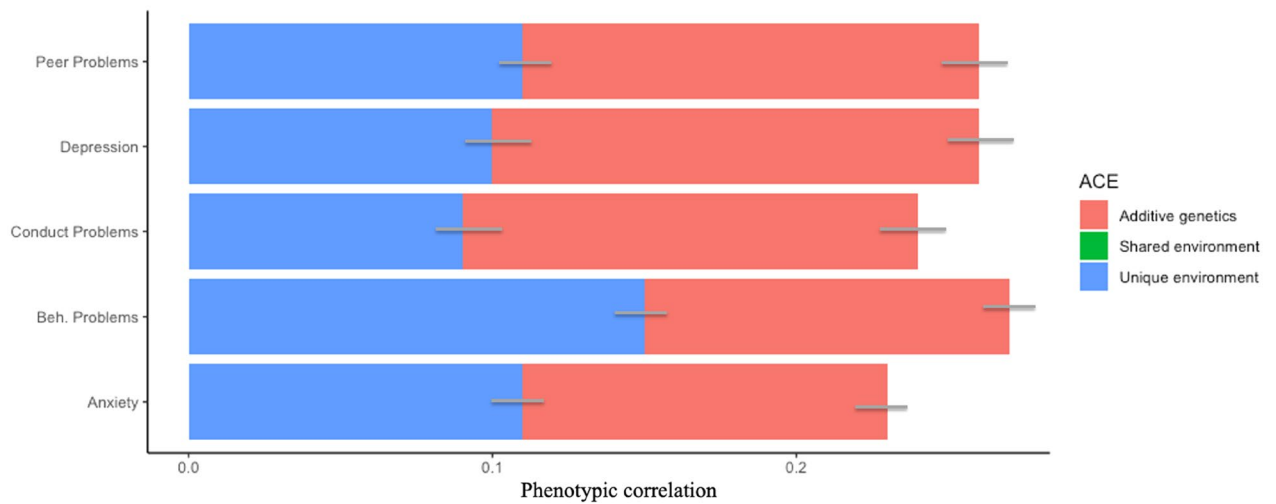 Peer Problems
Depression
Conduct Problems
Beh. Problems
Anxiety
0.0
0.1
0.2
Phenotypic correlation
ACE
Additive genetics
Shared environment
Unique environment